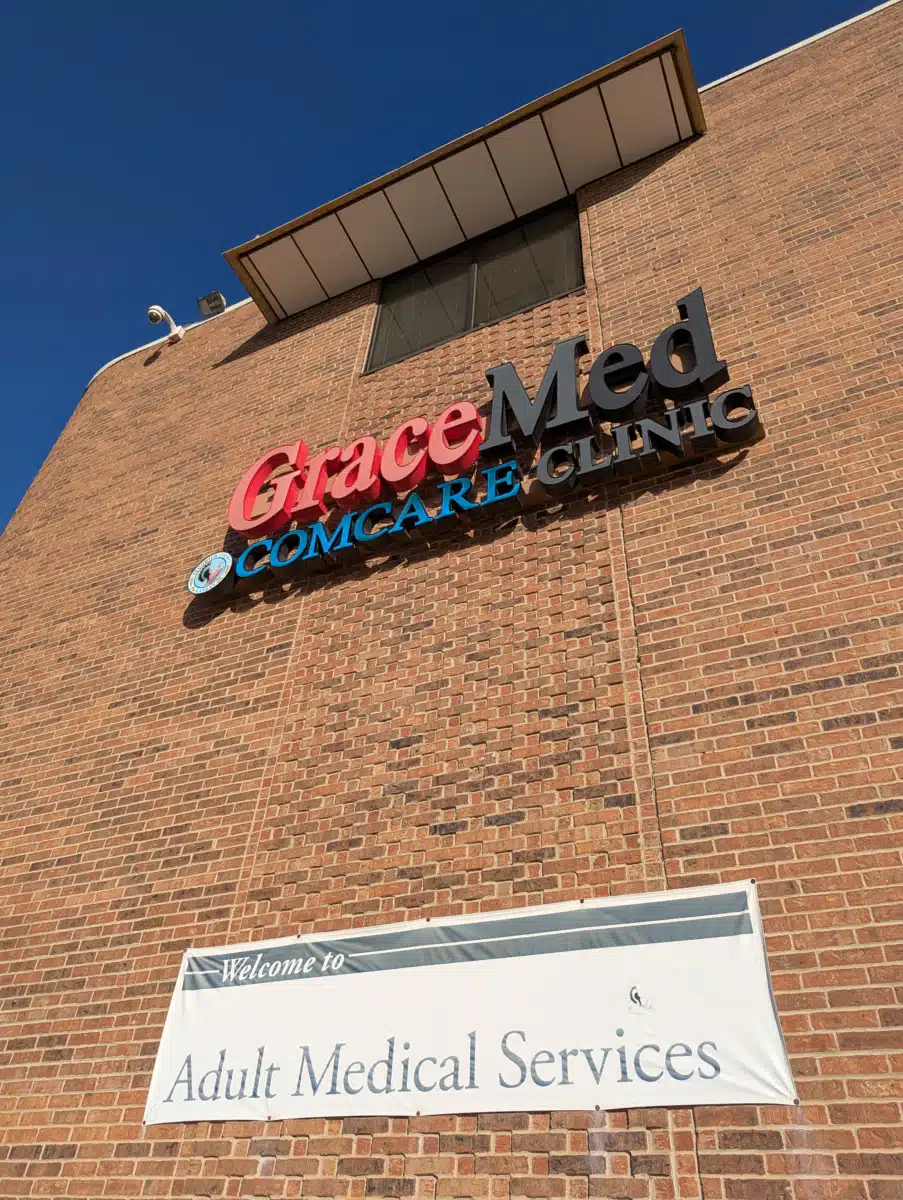 GraceMed
COMCARE CLINIC
Welcome to
Adult Medical Services